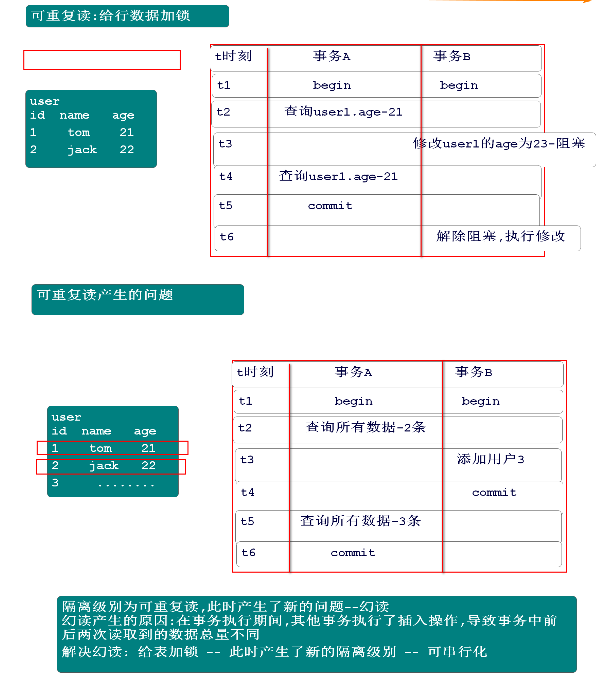 可重复读:给行数据加锁
t时刻 事务A 事务B
t1 begin begin
t2 查询user1.age-21
t3 修改user1的age为23-阻塞
t4 查询user1.age-21
t5 commit
t6 解除阻塞,执行修改
user
id name age
1 tom 21
2 jack 22
可重复读产生的问题
t时刻 事务A 事务B
t1 begin begin
t2 查询所有数据-2条
t3 添加用户3
t4 commit
t5 查询所有数据-3条
t6 commit
user
id name age
1 tom 21
2 jack 22
3 ........
隔离级别为可重复读,此时产生了新的问题--幻读
幻读产生的原因:在事务执行期间,其他事务执行了插入操作,导致事务中前
后两次读取到的数据总量不同
解决幻读: 给表加锁 -- 此时产生了新的隔离级别 -- 可串行化